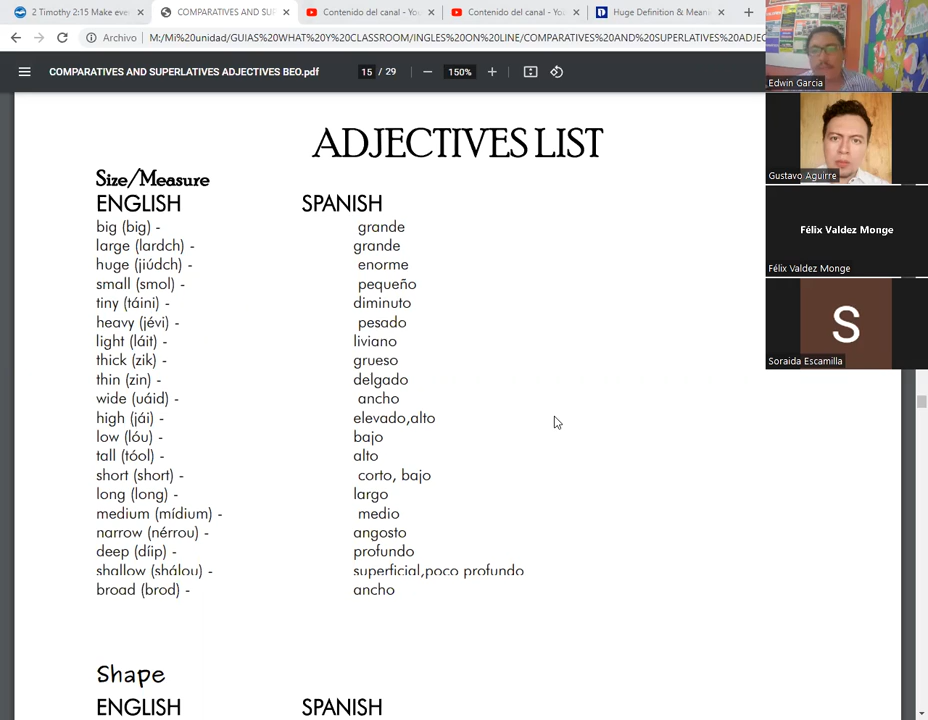 2 Timothy 2:15 Make eve
COMPARATIVES AND SUP
Contenido del canal - You
Contenido del canal - You
Huge Definition & Meani
Archivo
M:/Mi%20unidad/GUIAS%20WHAT%20Y%20CLASSROOM/INGLES%20ON%20LINE/COMPARATIVES%20AND%20SUPERLATIVES%20ADJEC
COMPARATIVES AND SUPERLATIVES ADJECTIVES BEO.pdf
15 / 29
150%
ADJECTIVES LIST
Size/Measure
ENGLISH SPANISH
big (big) - grande
large (lardch) - grande
huge (jiúdch) - enorme
small (smol) - pequeño
tiny (táini) - diminuto
heavy (jévi) - pesado
light (láit) - liviano
thick (zik) - grueso
thin (zin) - delgado
wide (uáid) - ancho
high (jái) - elevado,alto
low (lóu) - bajo
tall (tóol) - alto
short (short) - corto, bajo
long (long) - largo
medium (mídium) - medio
narrow (nérrou) - angosto
deep (díip) - profundo
shallow (shálou) - superficial,poco profundo
broad (brod) - ancho
Shape
ENGLISH SPANISH
Edwin Garcia
Gustavo Aguirre
Félix Valdez Monge
Félix Valdez Monge
S
Soraida Escamilla